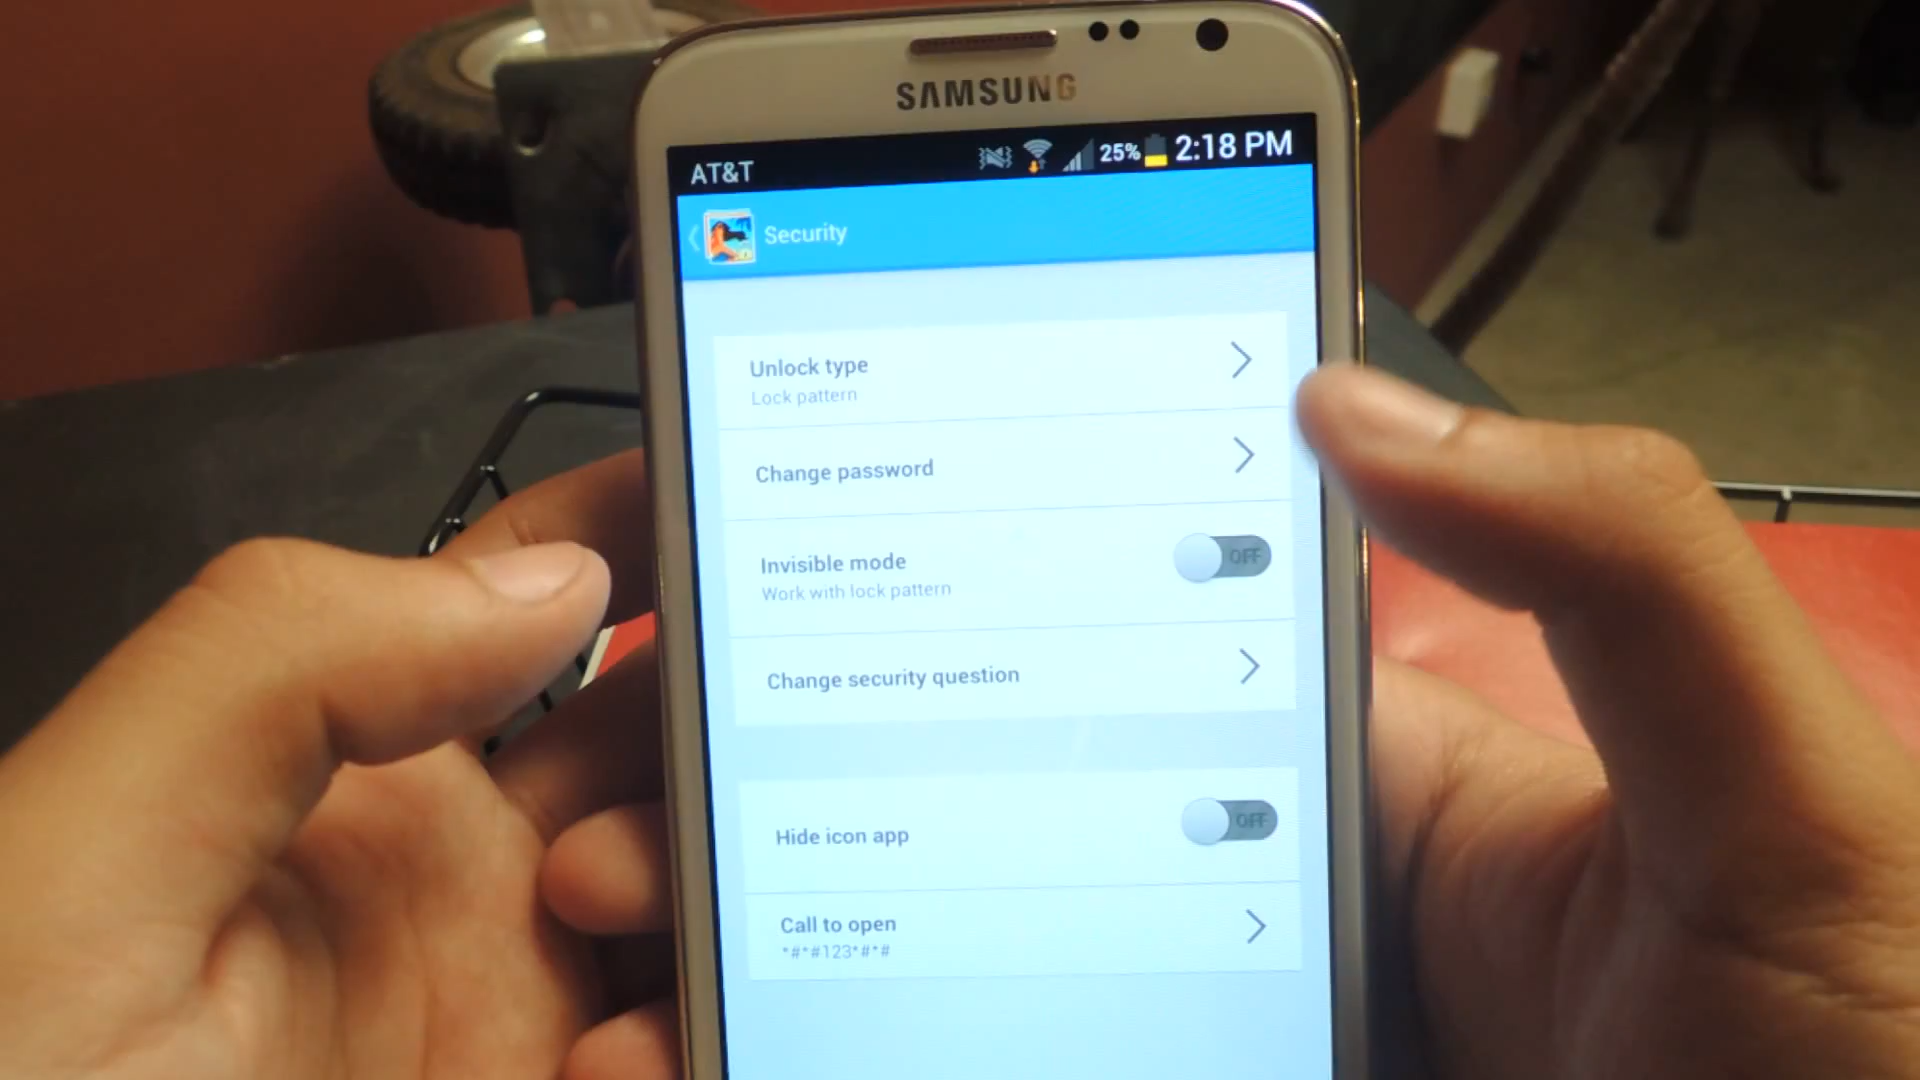 SAMSUNG
AT&T 25% 2:18 PM
Security
Unlock type
Lock pattern
Change password
Invisible mode OFF
Work with lock pattern
Change security question
Hide icon app OFF
Call to open
*#*#123*#*#